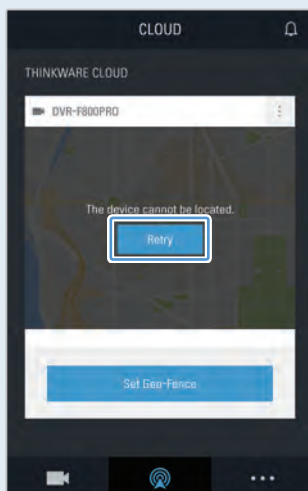 CLOUD
THINKWARE CLOUD
DVR-F800PRO
The device cannot be located.
Retry
Set Geo-Fence